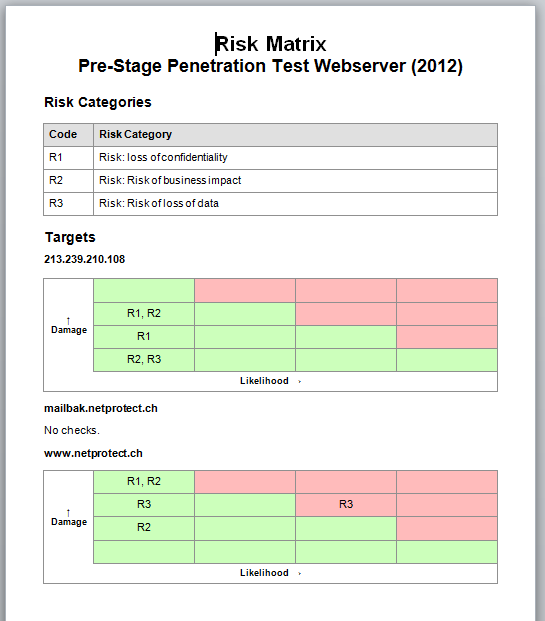 Risk Matrix
Pre-Stage Penetration Test Webserver (2012)
Risk Categories
Code Risk Category
R1 Risk: loss of confidentiality
R2 Risk: Risk of business impact
R3 Risk: Risk of loss of data
Targets
213.239.210.108
R1, R2
↑
Damage
R1
R2, R3
Likelihood →
mailbak.netprotect.ch
No checks.
www.netprotect.ch
R1, R2
R3 R3
↑
Damage
R2
Likelihood →